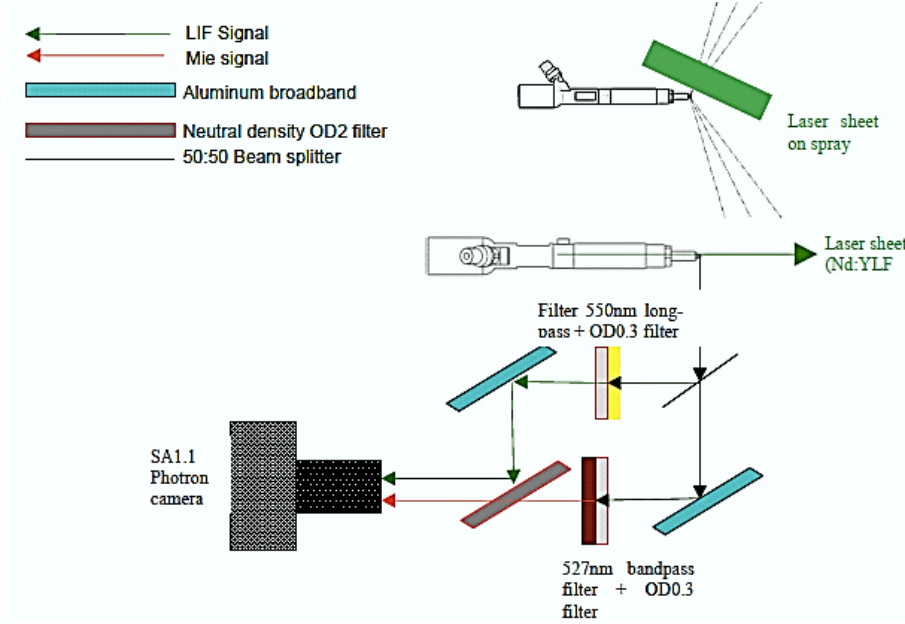 LIF Signal
Mie signal
Aluminum broadband
Neutral density OD2 filter
50:50 Beam splitter
Laser sheet
on spray
Laser sheet
(Nd:YLF
Filter 550nm long-
pass + OD0.3 filter
SA1.1
Photron
camera
527nm bandpass
filter + OD0.3
filter